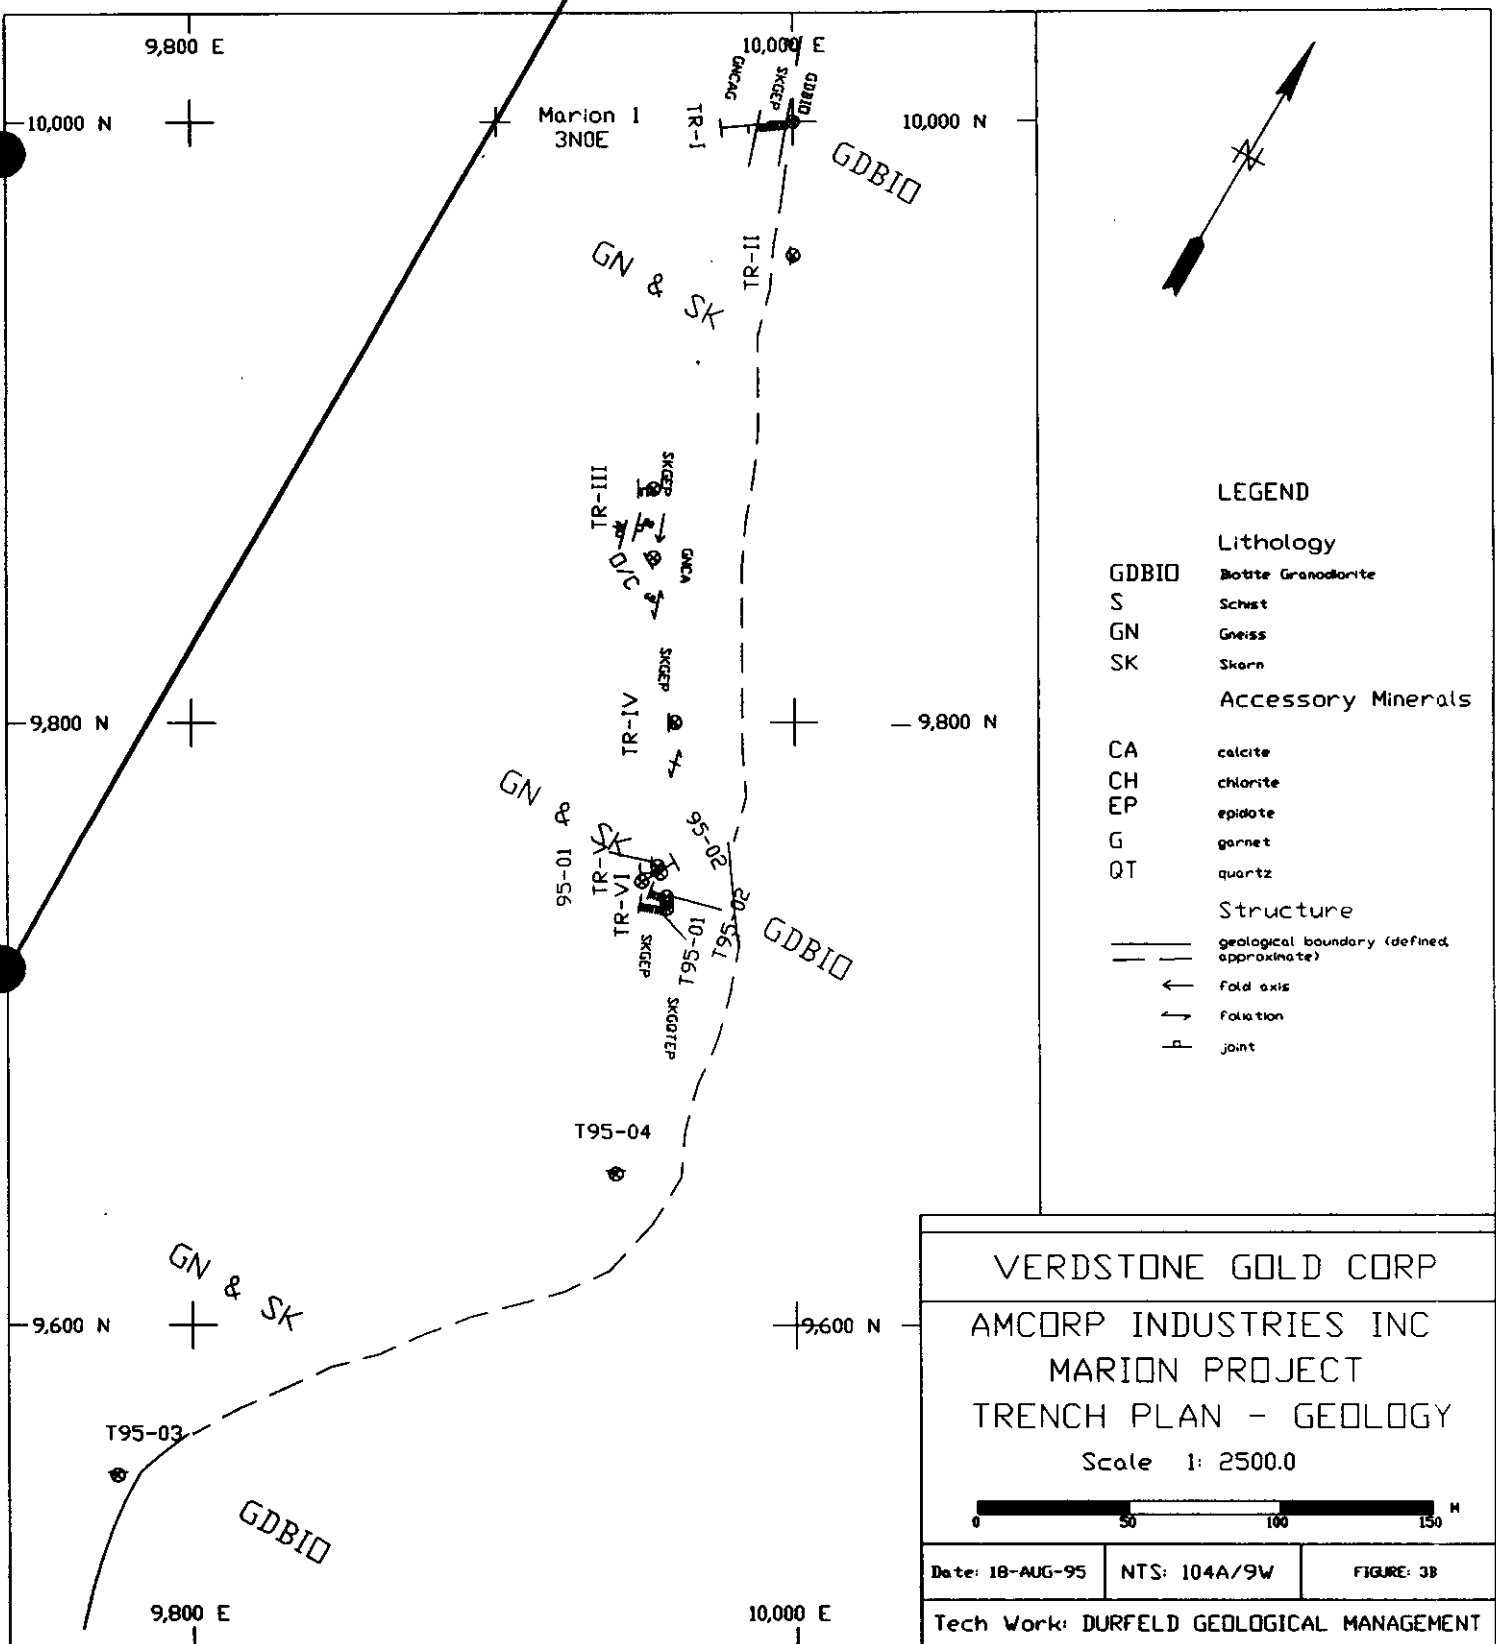 9,800 E
10,000 E
10,000 N
Marion 1
3N0E
10,000 N
GNCAG
SKGEP
GDBIO
TR-I
GDBIO
GN & SK
TR-II
TR-III
SKGEP
O/C
GNCA
SKGEP
TR-IV
9,800 N
9,800 N
GN & SK
95-01
TR-V
TR-VI
95-02
SKGEP
T95-01
T95-02
GDBIO
SKGQTEP
T95-04
GN & SK
9,600 N
9,600 N
T95-03
GDBIO
9,800 E
10,000 E
N
LEGEND
Lithology
GDBIO Biotite Granodiorite
S Schist
GN Gneiss
SK Skarn
Accessory Minerals
CA calcite
CH chlorite
EP epidote
G garnet
QT quartz
Structure
geological boundary (defined,
approximate)
fold axis
foliation
joint
VERDSTONE GOLD CORP
AMCORP INDUSTRIES INC
MARION PROJECT
TRENCH PLAN - GEOLOGY
Scale 1: 2500.0
0 50 100 150 M
Date: 18-AUG-95 NTS: 104A/9W FIGURE: 3B
Tech Work: DURFELD GEOLOGICAL MANAGEMENT